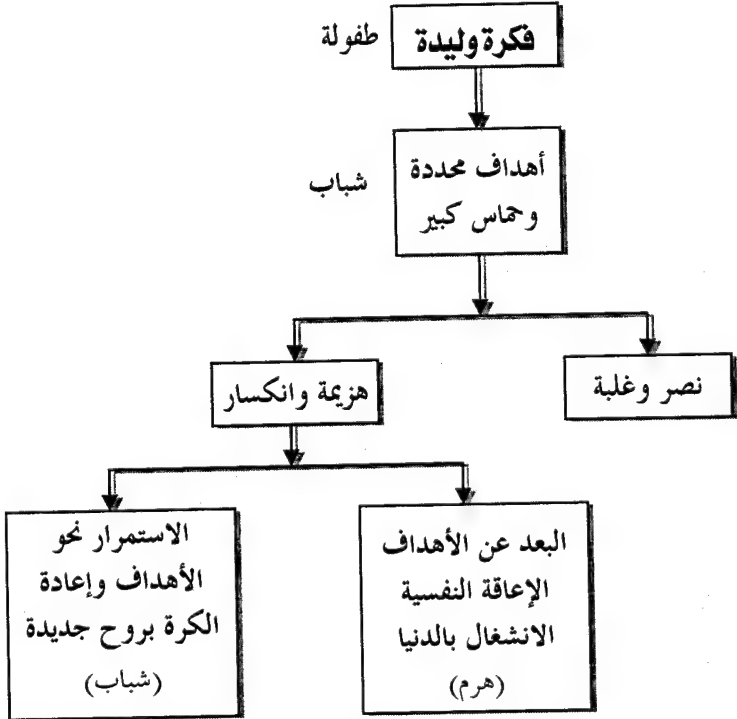 فكرة وليدة
طفولة
أهداف محددة
وحماس كبير
شباب
نصر وغلبة
هزيمة وانكسار
البعد عن الأهداف
الإعاقة النفسية
الانشغال بالدنيا
(هرم)
الاستمرار نحو
الأهداف وإعادة
الكرة بروح جديدة
(شباب)